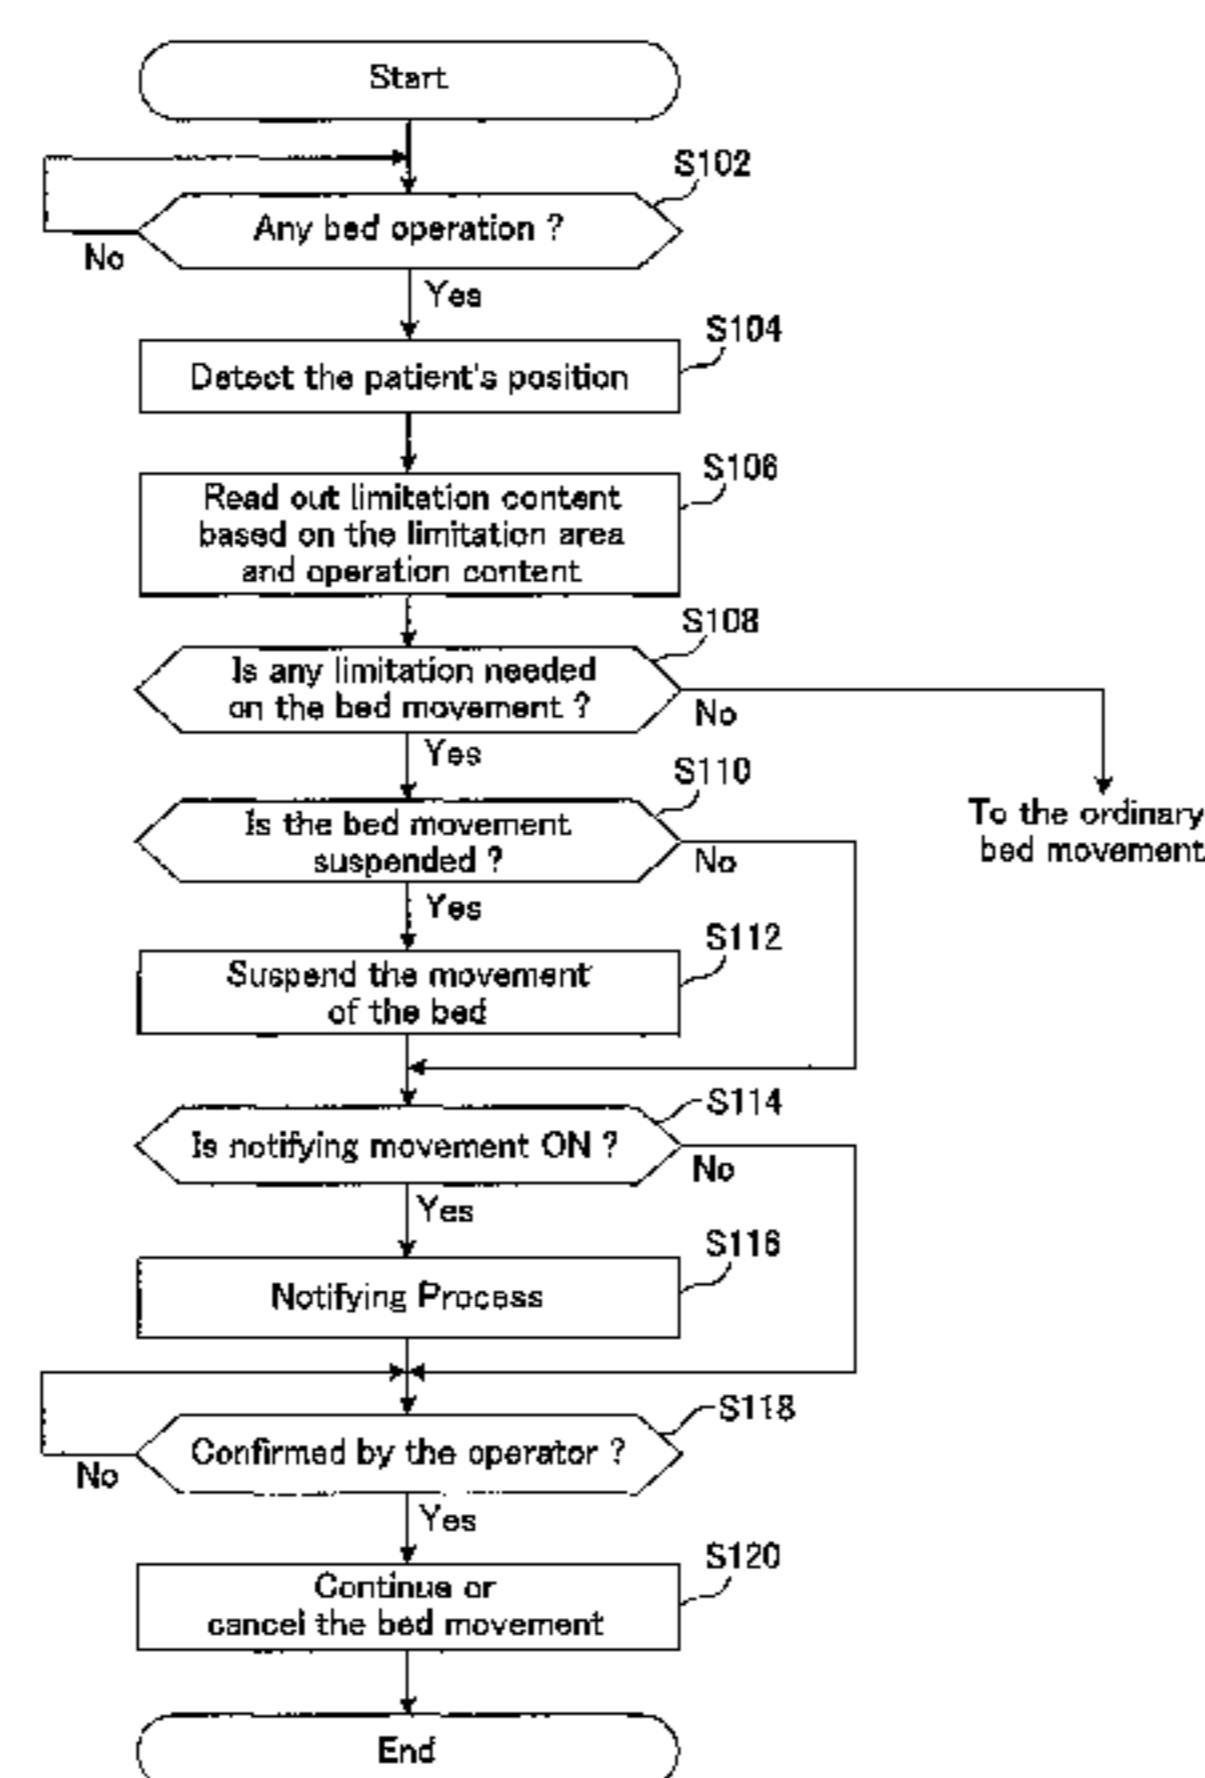 Start
S102
Any bed operation ?
No
Yes
S104
Detect the patient's position
S106
Read out limitation content
based on the limitation area
and operation content
S108
Is any limitation needed
on the bed movement ?
No
Yes
S110
To the ordinary
bed movement
Is the bed movement
suspended ?
No
Yes
S112
Suspend the movement
of the bed
S114
Is notifying movement ON ?
No
Yes
S116
Notifying Process
S118
Confirmed by the operator ?
No
Yes
S120
Continue or
cancel the bed movement
End